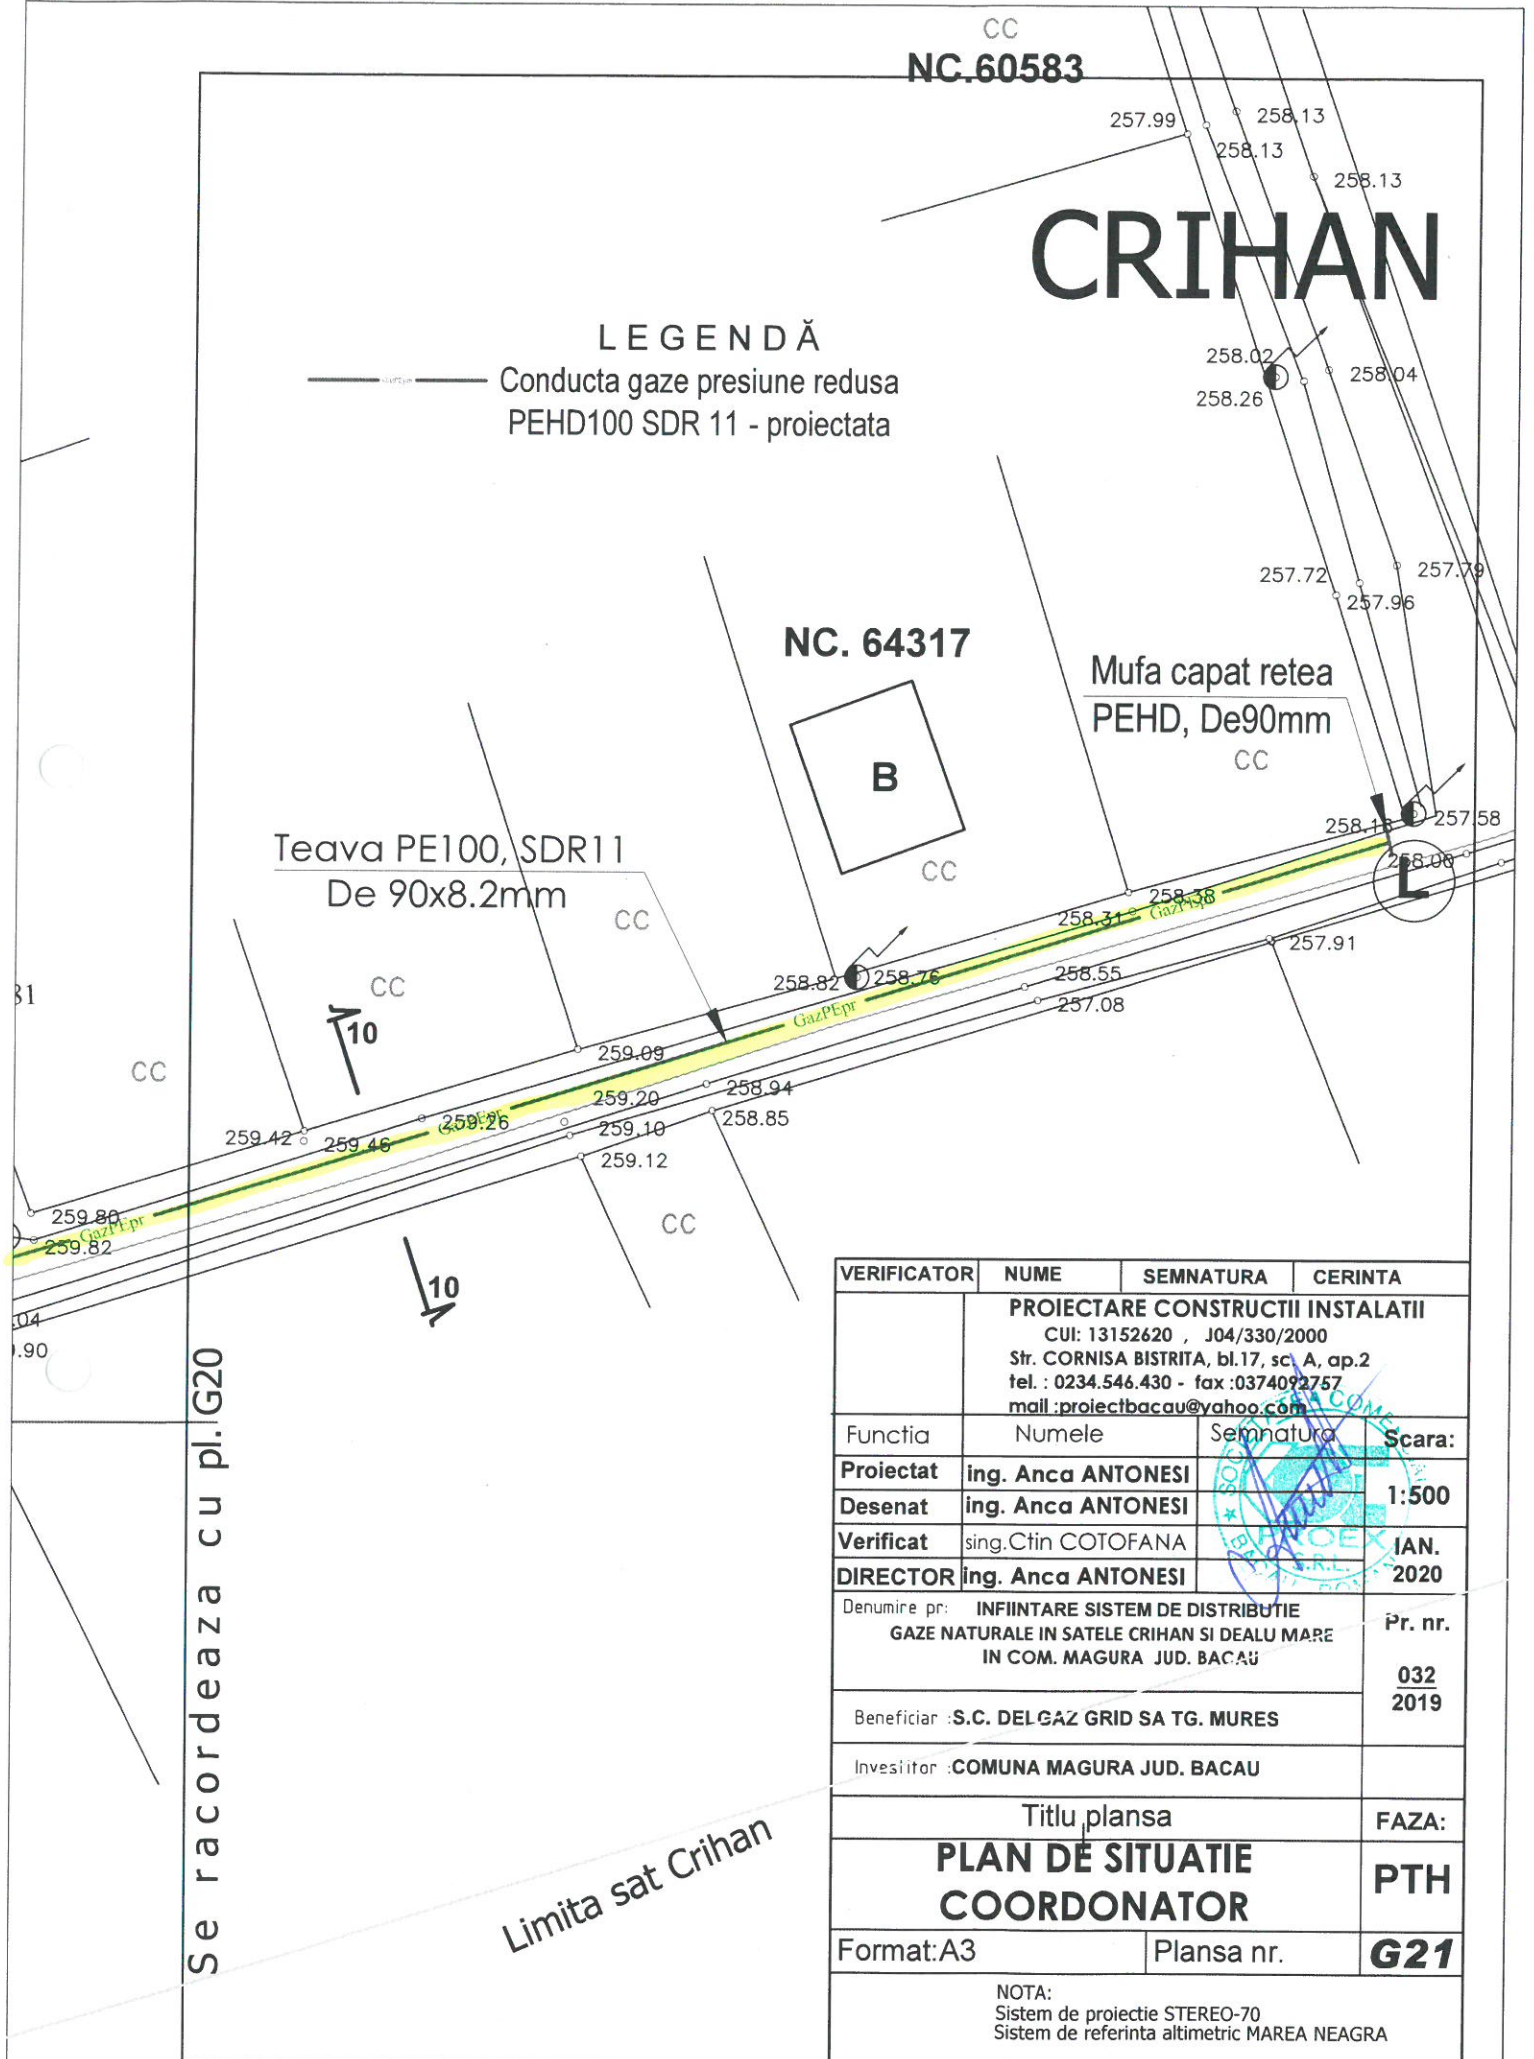 CC
NC.60583
257.99
258.13
258.13
258.13
CRIHAN
LEGENDĂ
Conducta gaze presiune redusa
PEHD100 SDR 11 - proiectata
258.02
258.04
258.26
257.72
257.79
257.96
NC. 64317
Mufa capat retea
PEHD, De90mm
CC
B
Teava PE100, SDR11
De 90x8.2mm
CC
CC
257.58
258.00
L
258.38
258.31
GazPEpr
257.91
CC
258.82
258.76
258.55
257.08
GazPEpr
10
CC
259.09
259.20
258.94
258.85
259.42
259.46
GazPEpr
259.26
259.10
259.12
CC
259.80
GazPEpr
259.82
10
.04
.90
Se racordeaza cu pl. G20
Limita sat Crihan
VERIFICATOR NUME SEMNATURA CERINTA
PROIECTARE CONSTRUCTII INSTALATII
CUI: 13152620 , J04/330/2000
Str. CORNISA BISTRITA, bl.17, sc. A, ap.2
tel. : 0234.546.430 - fax :0374092757
mail :proiectbacau@yahoo.com
Functia Numele Semnatura Scara:
Proiectat ing. Anca ANTONESI
1:500
Desenat ing. Anca ANTONESI
Verificat sing.Ctin COTOFANA
IAN.
2020
DIRECTOR ing. Anca ANTONESI
Denumire pr: INFIINTARE SISTEM DE DISTRIBUTIE
GAZE NATURALE IN SATELE CRIHAN SI DEALU MARE
IN COM. MAGURA JUD. BACAU
Pr. nr.
032
2019
Beneficiar :S.C. DELGAZ GRID SA TG. MURES
Investitor :COMUNA MAGURA JUD. BACAU
Titlu plansa
FAZA:
PLAN DE SITUATIE
COORDONATOR
PTH
Format:A3 Plansa nr. G21
NOTA:
Sistem de proiectie STEREO-70
Sistem de referinta altimetric MAREA NEAGRA